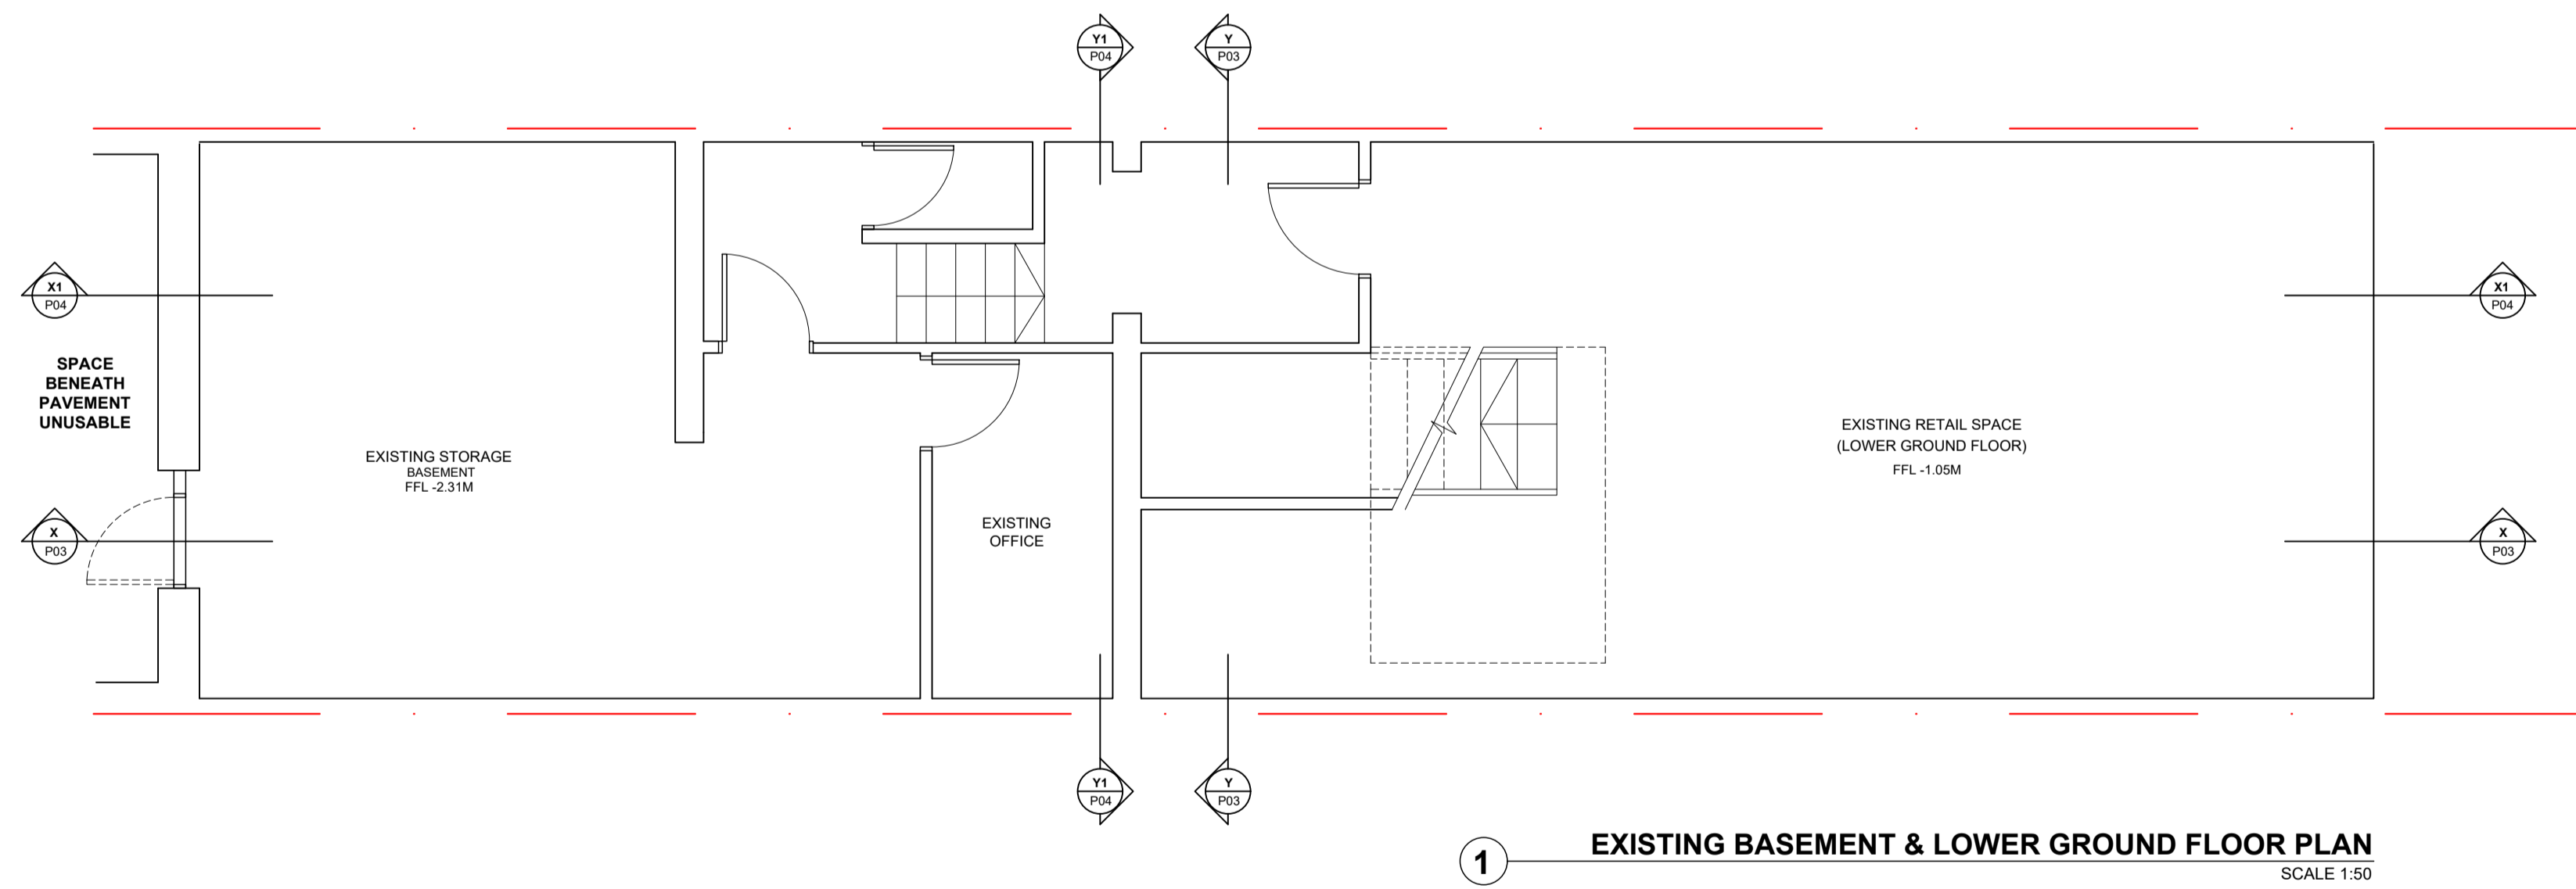 Y1
P04
Y
P03
X1
P04
X1
P04
SPACE
BENEATH
PAVEMENT
UNUSABLE
EXISTING STORAGE
BASEMENT
FFL -2.31M
EXISTING RETAIL SPACE
(LOWER GROUND FLOOR)
FFL -1.05M
X
P03
EXISTING
OFFICE
X
P03
Y1
P04
Y
P03
1
EXISTING BASEMENT & LOWER GROUND FLOOR PLAN
SCALE 1:50